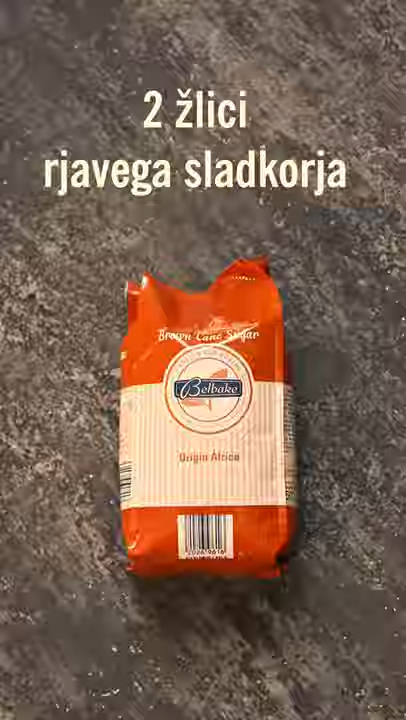 2 žlici
rjavega sladkorja
Brown Cane Sugar
Belbake
Origin Africa